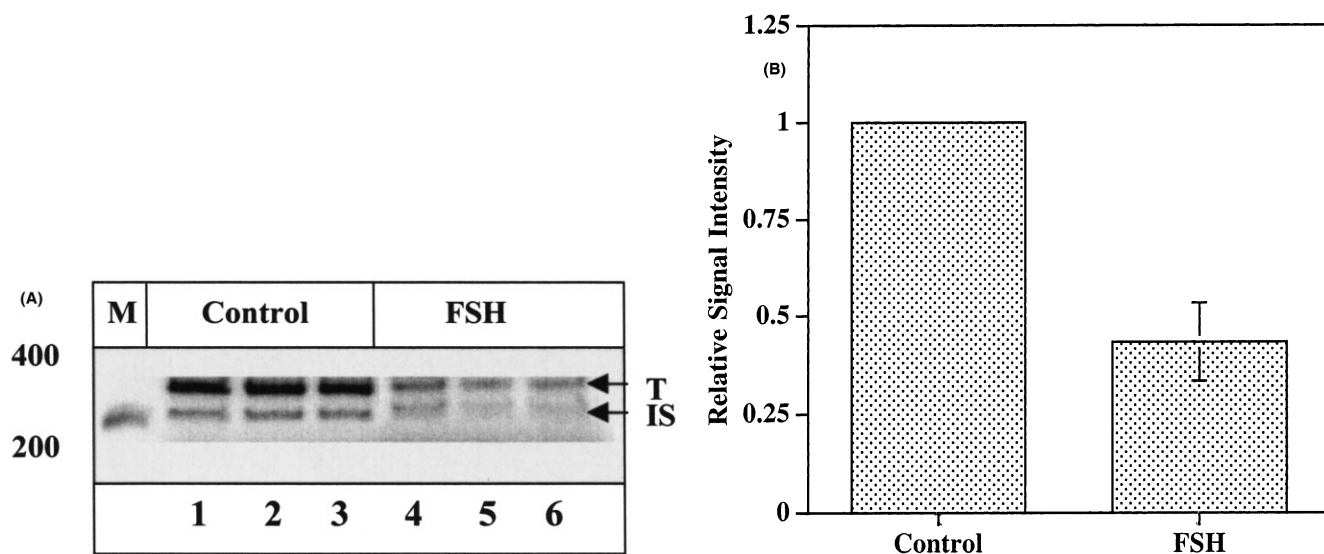 (A)
M Control FSH
400
T
IS
200
1 2 3 4 5 6
(B)
Relative Signal Intensity
1.25
1
0.75
0.5
0.25
0
Control FSH